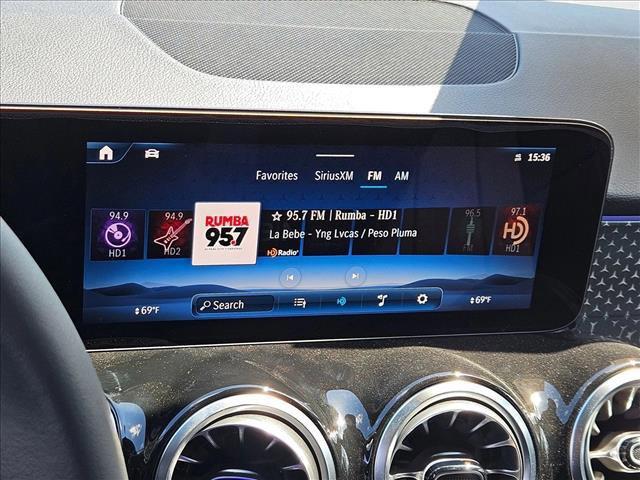 15:36
Favorites SiriusXM FM AM
94.9 HD1
94.9 HD2
RUMBA
95.7
☆ 95.7 FM | Rumba - HD1
La Bebe - Yng Lvcas / Peso Pluma
HD Radio
96.5 FM
97.1 HD HD1
69°F
Search
HD
69°F